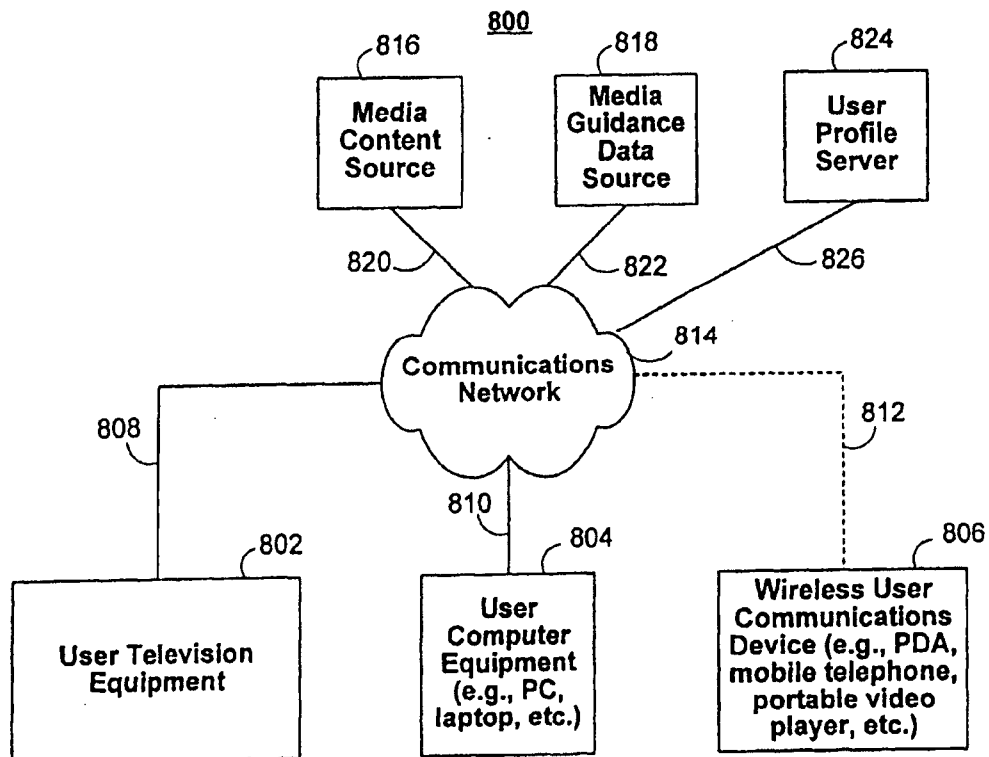 800
816
818
824
Media
Content
Source
Media
Guidance
Data
Source
User
Profile
Server
820
822
826
814
Communications
Network
808
810
812
802
804
806
User Television
Equipment
User
Computer
Equipment
(e.g., PC,
laptop, etc.)
Wireless User
Communications
Device (e.g., PDA,
mobile telephone,
portable video
player, etc.)